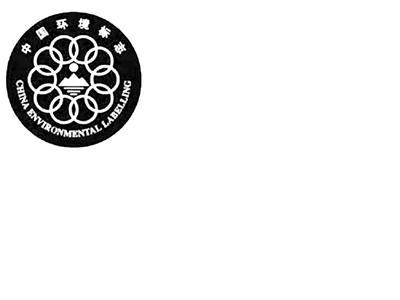 中国环境标志
CHINA ENVIRONMENTAL LABELLING